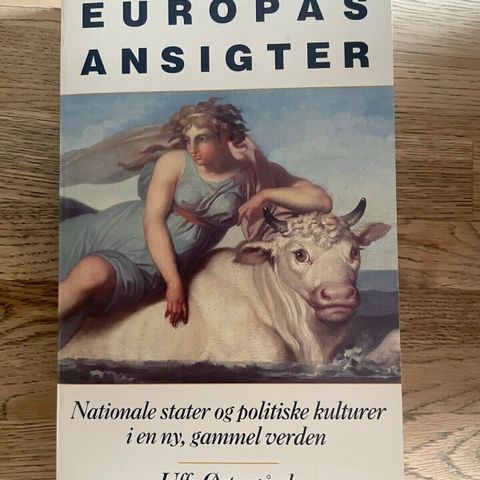 EUROPAS
ANSIGTER
Nationale stater og politiske kulturer
i en ny, gammel verden